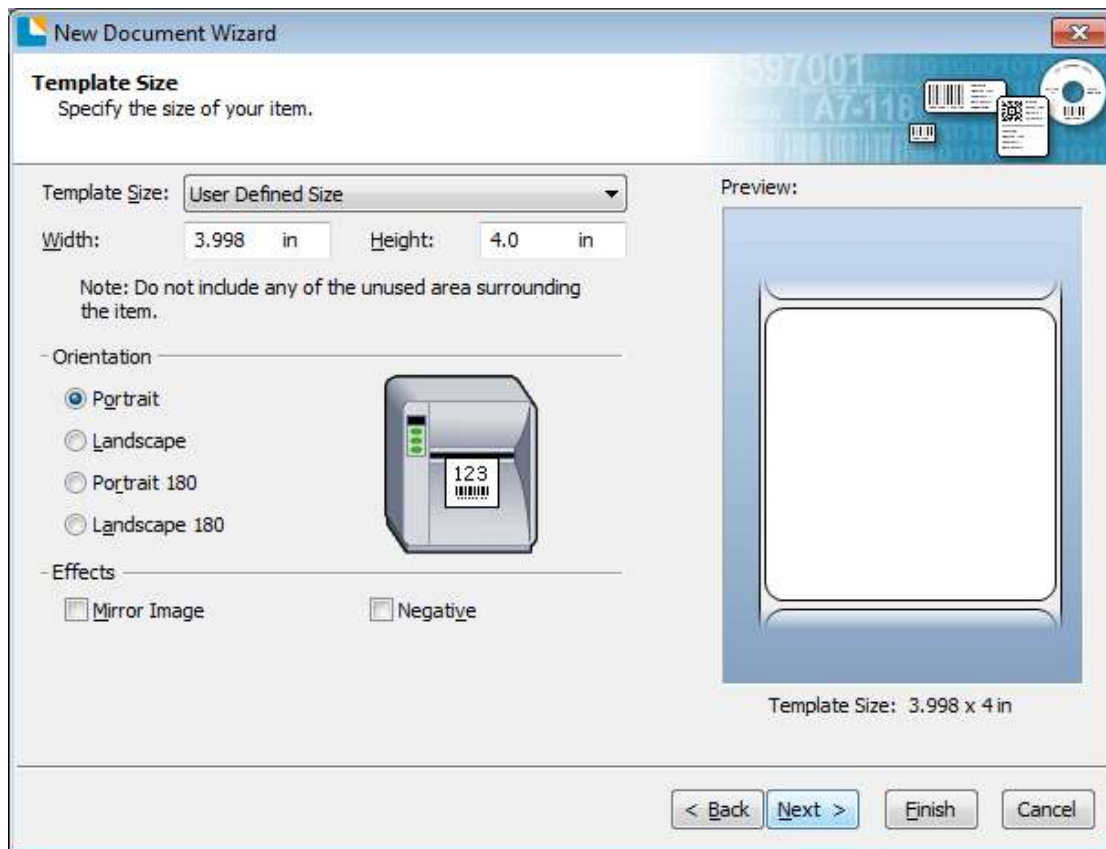 New Document Wizard
Template Size
Specify the size of your item.
3597001
A7-118
Template Size: User Defined Size
Preview:
Width: 3.998 in Height: 4.0 in
Note: Do not include any of the unused area surrounding
the item.
Orientation
Portrait
Landscape
Portrait 180
Landscape 180
123
Effects
Mirror Image Negative
Template Size: 3.998 x 4 in
< Back Next > Finish Cancel